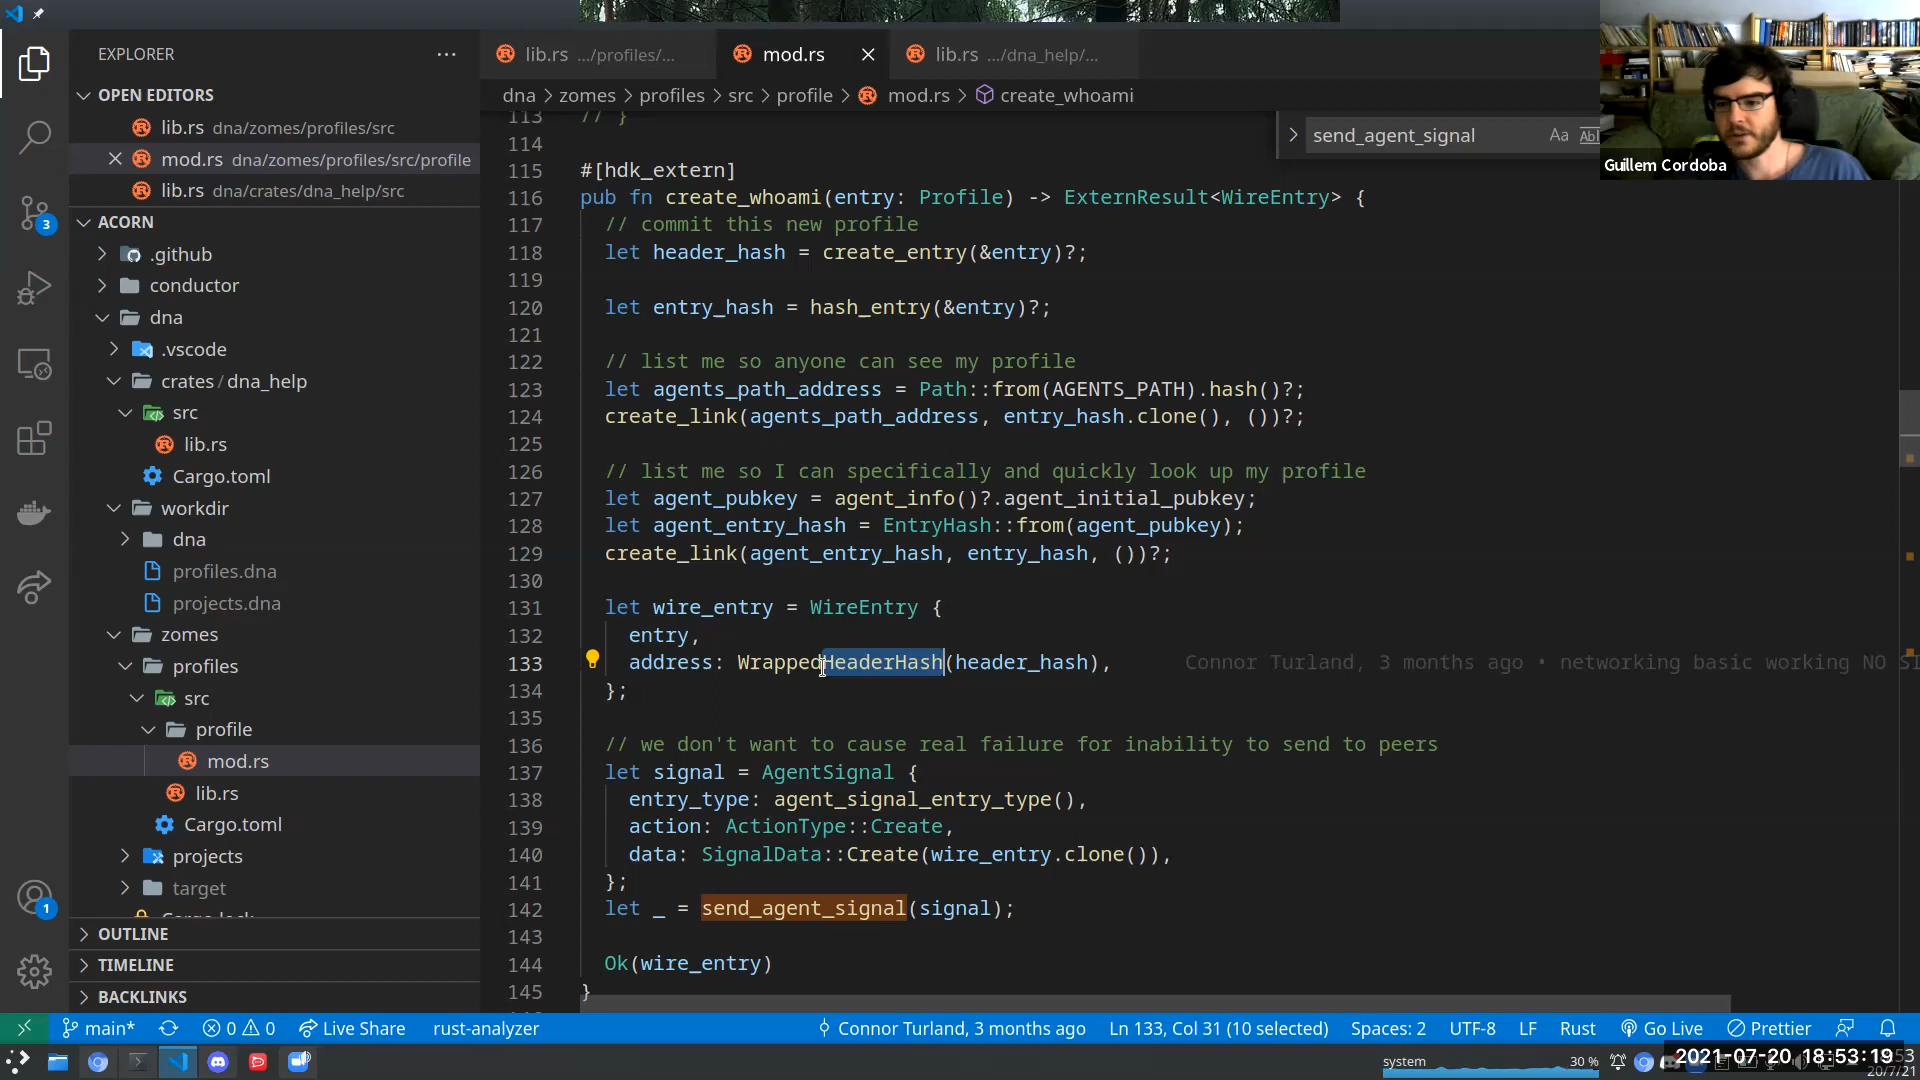 EXPLORER
···
OPEN EDITORS
lib.rs dna/zomes/profiles/src
mod.rs dna/zomes/profiles/src/profile
lib.rs dna/crates/dna_help/src
3
ACORN
.github
conductor
dna
.vscode
crates / dna_help
src
lib.rs
Cargo.toml
workdir
dna
profiles.dna
projects.dna
zomes
profiles
src
profile
mod.rs
lib.rs
Cargo.toml
projects
target
Cargo.lock
1
OUTLINE
TIMELINE
BACKLINKS
lib.rs .../profiles/...
mod.rs
lib.rs .../dna_help/...
dna > zomes > profiles > src > profile > mod.rs > create_whoami
send_agent_signal
Aa
Guillem Cordoba
113 // }
114
115 #[hdk_extern]
116 pub fn create_whoami(entry: Profile) -> ExternResult<WireEntry> {
117 // commit this new profile
118 let header_hash = create_entry(&entry)?;
119
120 let entry_hash = hash_entry(&entry)?;
121
122 // list me so anyone can see my profile
123 let agents_path_address = Path::from(AGENTS_PATH).hash()?;
124 create_link(agents_path_address, entry_hash.clone(), ())?;
125
126 // list me so I can specifically and quickly look up my profile
127 let agent_pubkey = agent_info()?.agent_initial_pubkey;
128 let agent_entry_hash = EntryHash::from(agent_pubkey);
129 create_link(agent_entry_hash, entry_hash, ())?;
130
131 let wire_entry = WireEntry {
132 entry,
133 address: WrappedHeaderHash(header_hash), Connor Turland, 3 months ago • networking basic working NO
134 };
135
136 // we don't want to cause real failure for inability to send to peers
137 let signal = AgentSignal {
138 entry_type: agent_signal_entry_type(),
139 action: ActionType::Create,
140 data: SignalData::Create(wire_entry.clone()),
141 };
142 let _ = send_agent_signal(signal);
143
144 Ok(wire_entry)
145 }
main* 0 0 Live Share rust-analyzer Connor Turland, 3 months ago Ln 133, Col 31 (10 selected) Spaces: 2 UTF-8 LF Rust Go Live Prettier
system 30 % 2021-07-20 18:53:19
20/7/21